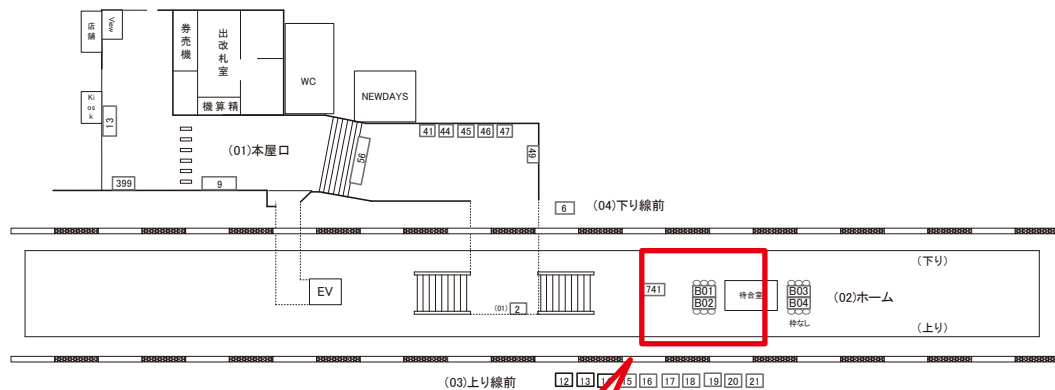 店舗
View
券売機
出改札室
WC
NEWDAYS
Kiosk
13
精算機
(01)本屋口
56
41 44 45 46 47
49
399
9
6
(04)下り線前
(下り)
EV
(01) 2
741
B01
B02
待合室
B03
B04
枠なし
(02)ホーム
(上り)
(03)上り線前
12 13 14 15 16 17 18 19 20 21